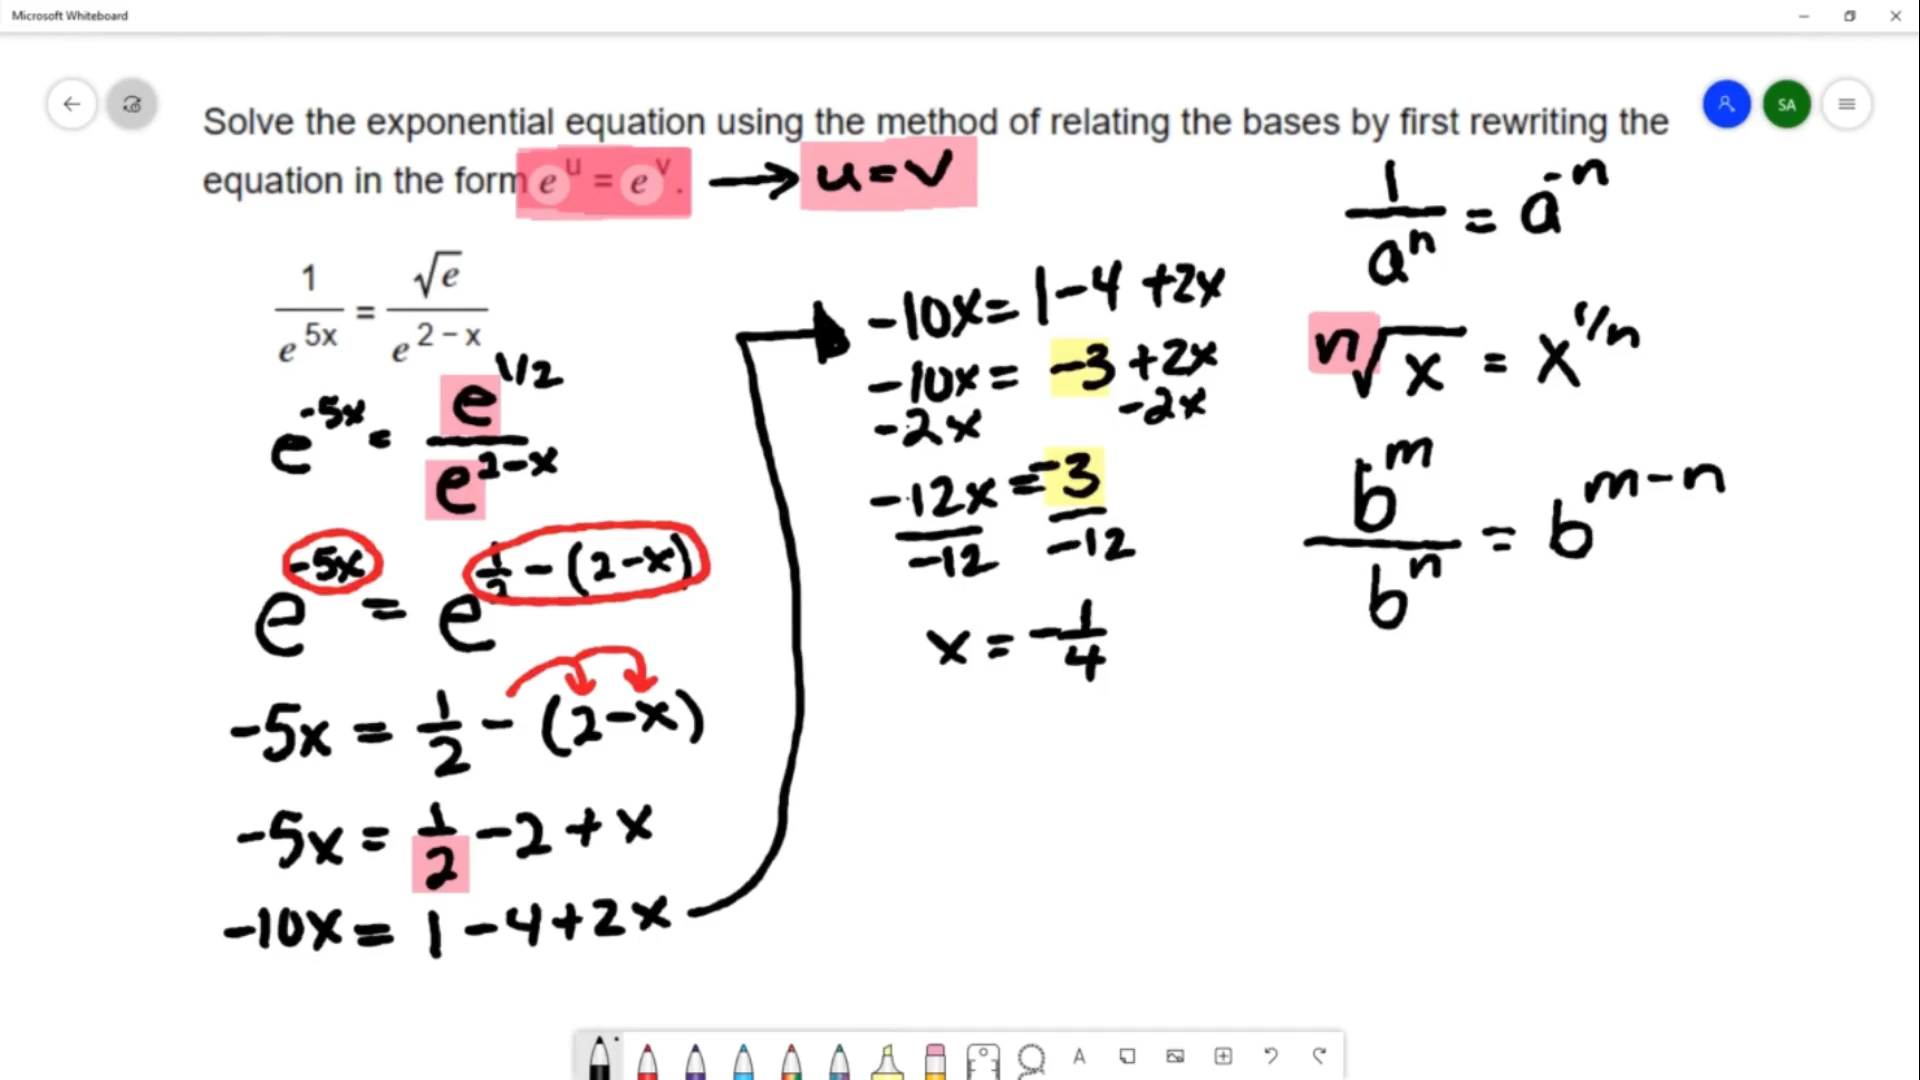 Microsoft Whiteboard
SA
Solve the exponential equation using the method of relating the bases by first rewriting the
equation in the form e^u = e^v. → u=v
1/e^(5x) = √e/e^(2-x)
e^(-5x) = e^(1/2)/e^(2-x)
e^(-5x) = e^(1/2-(2-x))
-5x = 1/2 - (2-x)
-5x = 1/2 -2 + x
-10x = 1 -4 +2x
-10x = 1 -4 +2x
-10x = -3 +2x
-2x -2x
-12x = -3
-12 -12
x = -1/4
1/a^n = a^(-n)
n√x = x^(1/n)
b^m/b^n = b^(m-n)
A